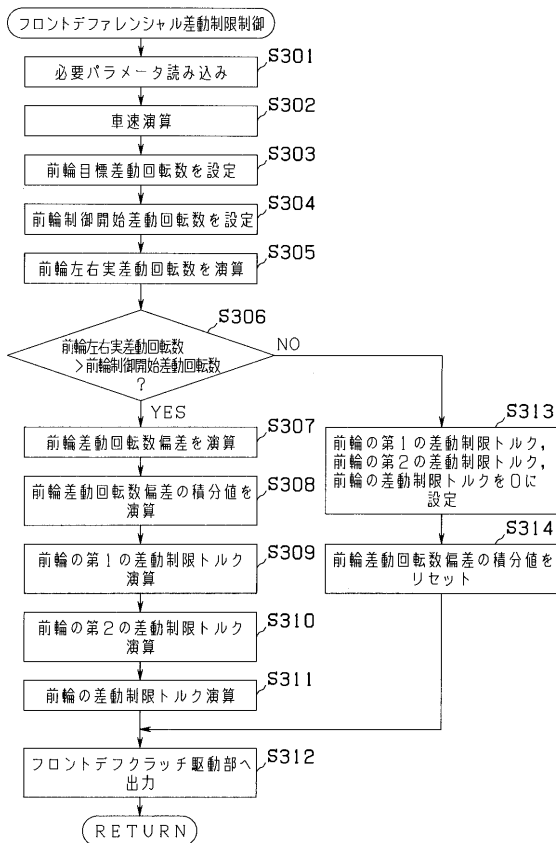 フロントデファレンシャル差動制限制御
S301
必要パラメータ読み込み
S302
車速演算
S303
前輪目標差動回転数を設定
S304
前輪制御開始差動回転数を設定
S305
前輪左右実差動回転数を演算
S306
前輪左右実差動回転数
>前輪制御開始差動回転数
?
NO
YES
S307
前輪差動回転数偏差を演算
S308
前輪差動回転数偏差の積分値を
演算
S309
前輪の第1の差動制限トルク
演算
S310
前輪の第2の差動制限トルク
演算
S311
前輪の差動制限トルク演算
S313
前輪の第1の差動制限トルク,
前輪の第2の差動制限トルク,
前輪の差動制限トルクを0に
設定
S314
前輪差動回転数偏差の積分値を
リセット
S312
フロントデフクラッチ駆動部へ
出力
RETURN